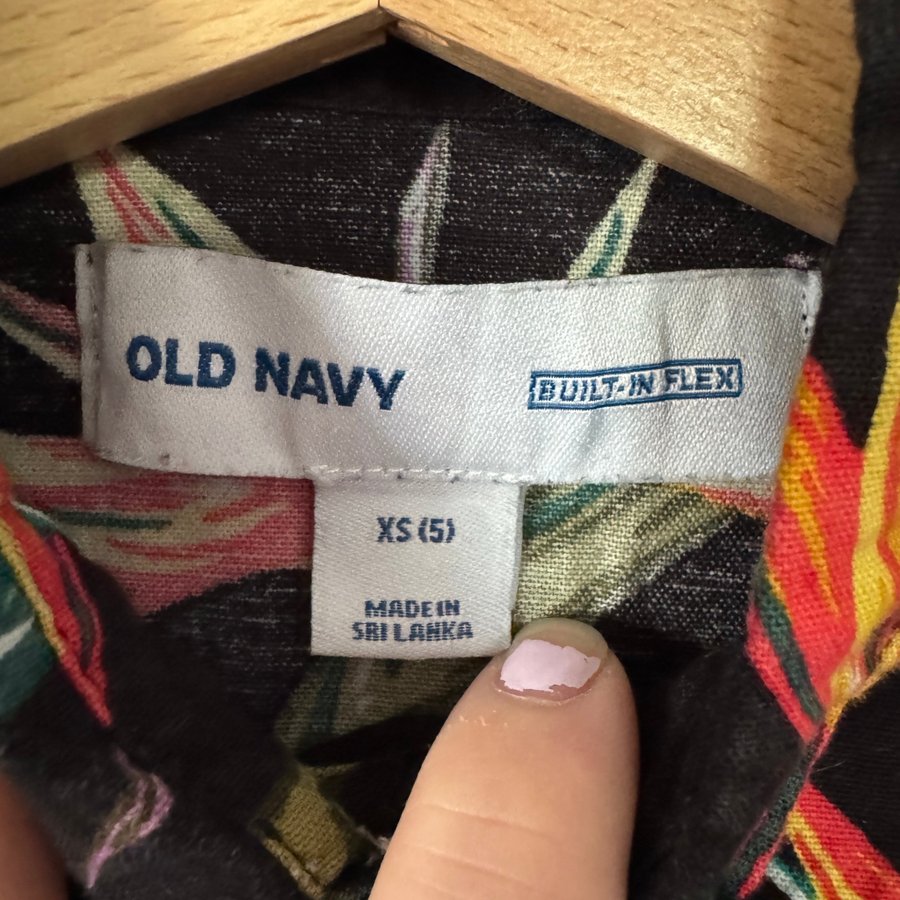 OLD NAVY
BUILT-IN FLEX
XS (5)
MADE IN
SRI LANKA